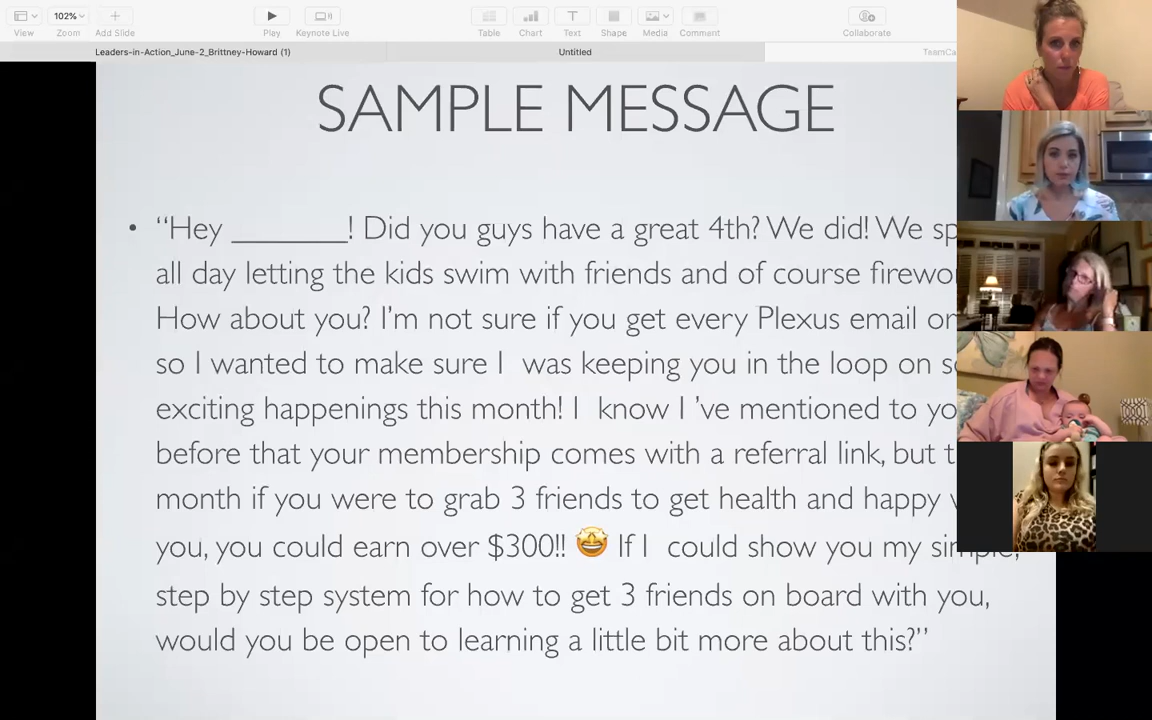 102%
View
Zoom
Add Slide
Play
Keynote Live
Table
Chart
Text
Shape
Media
Comment
Collaborate
Leaders-in-Action_June-2_Brittney-Howard (1)
Untitled
SAMPLE MESSAGE
• “Hey _______! Did you guys have a great 4th? We did! We
all day letting the kids swim with friends and of course
How about you? I’m not sure if you get every Plexus email or
so I wanted to make sure I was keeping you in the loop on
exciting happenings this month! I know I ’ve mentioned to
before that your membership comes with a referral link, but
month if you were to grab 3 friends to get health and happy
you, you could earn over $300!! 🤩 If I could show you my simple,
step by step system for how to get 3 friends on board with you,
would you be open to learning a little bit more about this?”